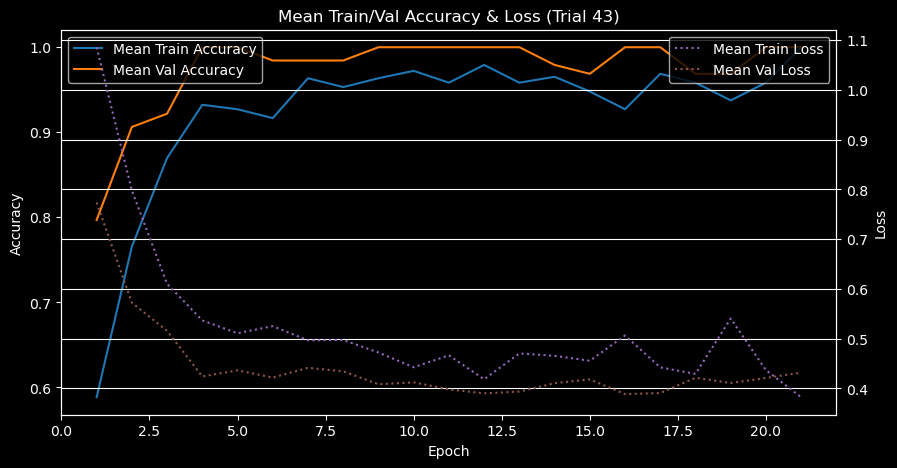 Mean Train/Val Accuracy & Loss (Trial 43)
Mean Train Accuracy
Mean Val Accuracy
Mean Train Loss
Mean Val Loss
1.0
0.9
0.8
0.7
0.6
Accuracy
1.1
1.0
0.9
0.8
0.7
0.6
0.5
0.4
Loss
0.0 2.5 5.0 7.5 10.0 12.5 15.0 17.5 20.0
Epoch